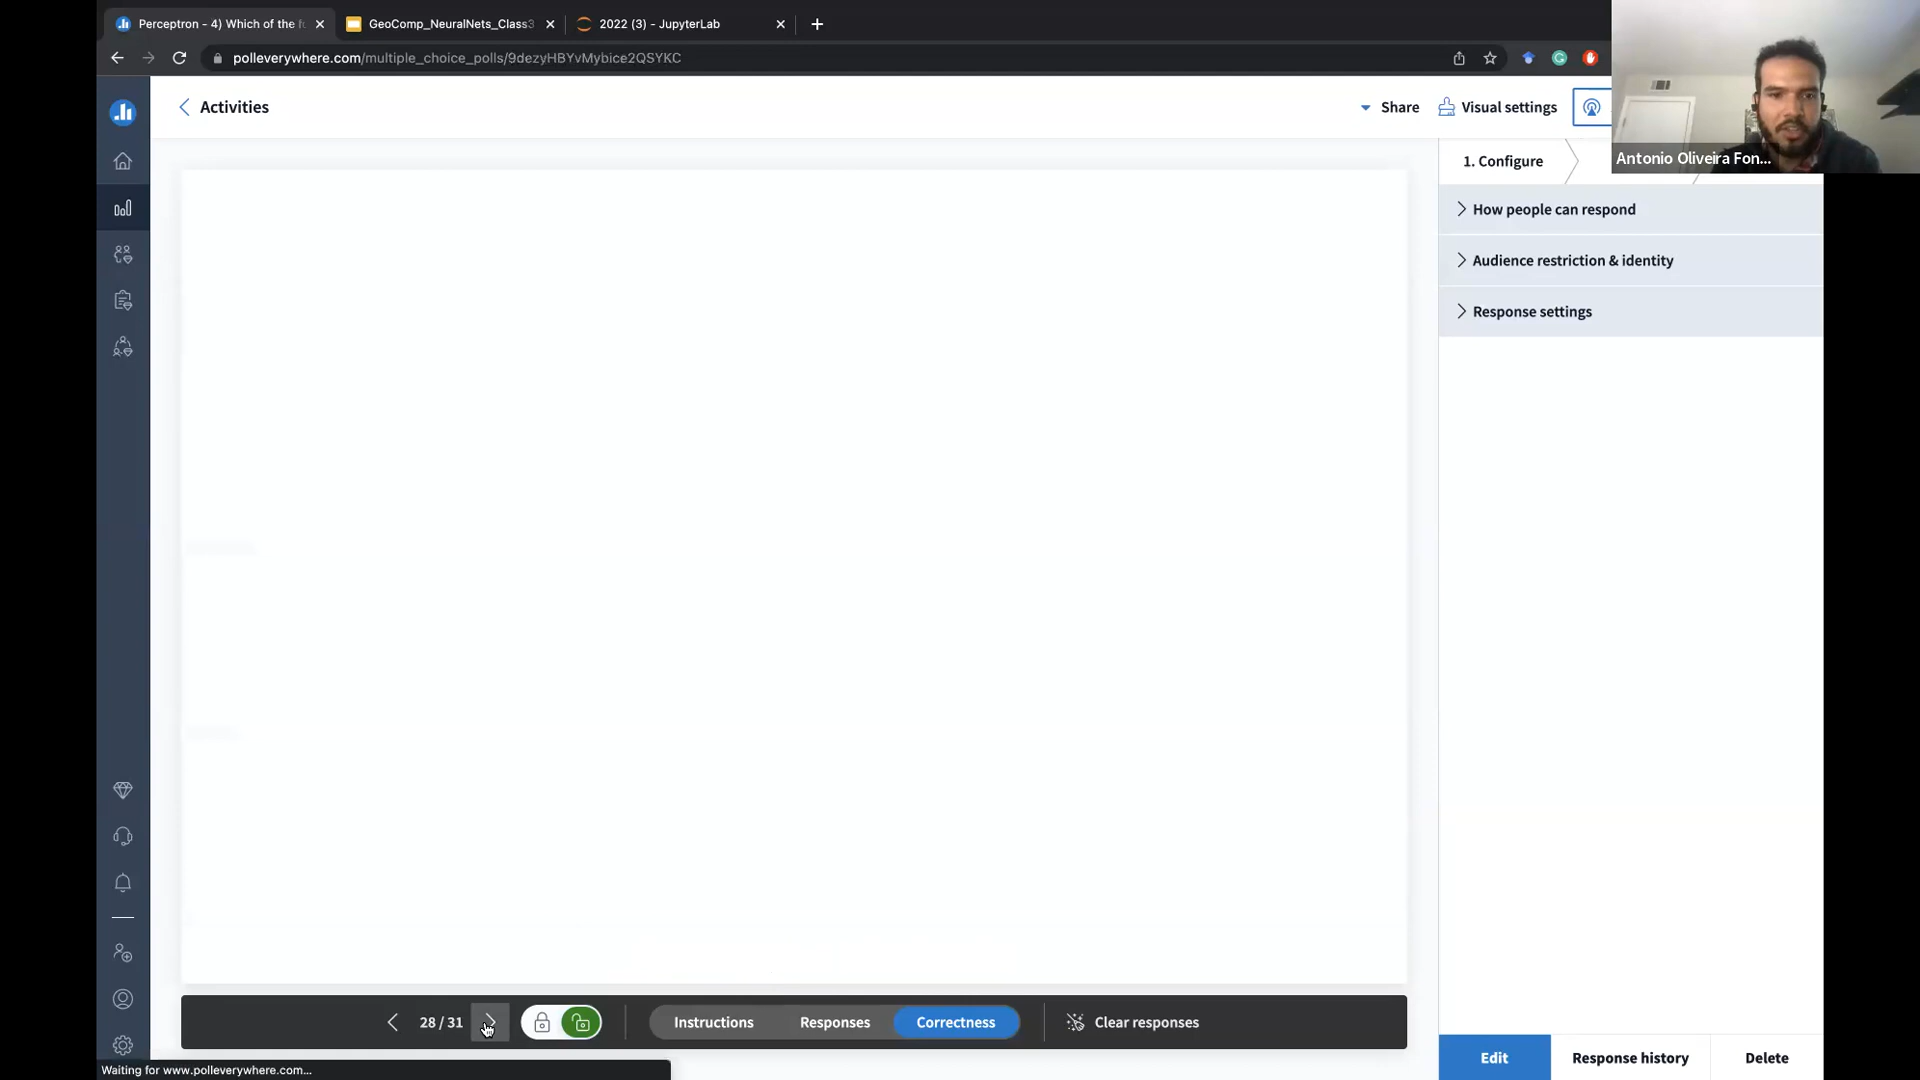 Perceptron - 4) Which of the f
GeoComp_NeuralNets_Class3
2022 (3) - JupyterLab
polleverywhere.com/multiple_choice_polls/9dezyHBYvMybice2QSYKC
Activities
Share
Visual settings
Antonio Oliveira Fon...
1. Configure
How people can respond
Audience restriction & identity
Response settings
28 / 31
Instructions
Responses
Correctness
Clear responses
Edit
Response history
Delete
Waiting for www.polleverywhere.com...